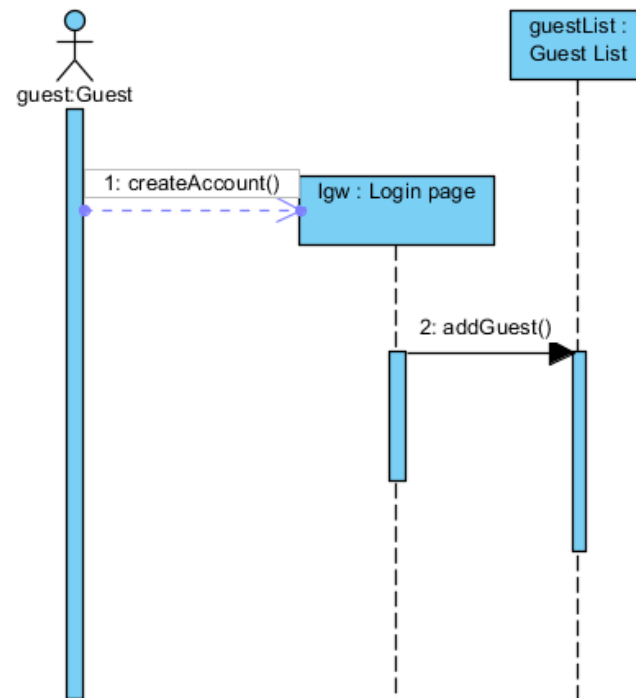 guestList :
Guest List
guest:Guest
1: createAccount()
lgw : Login page
2: addGuest()